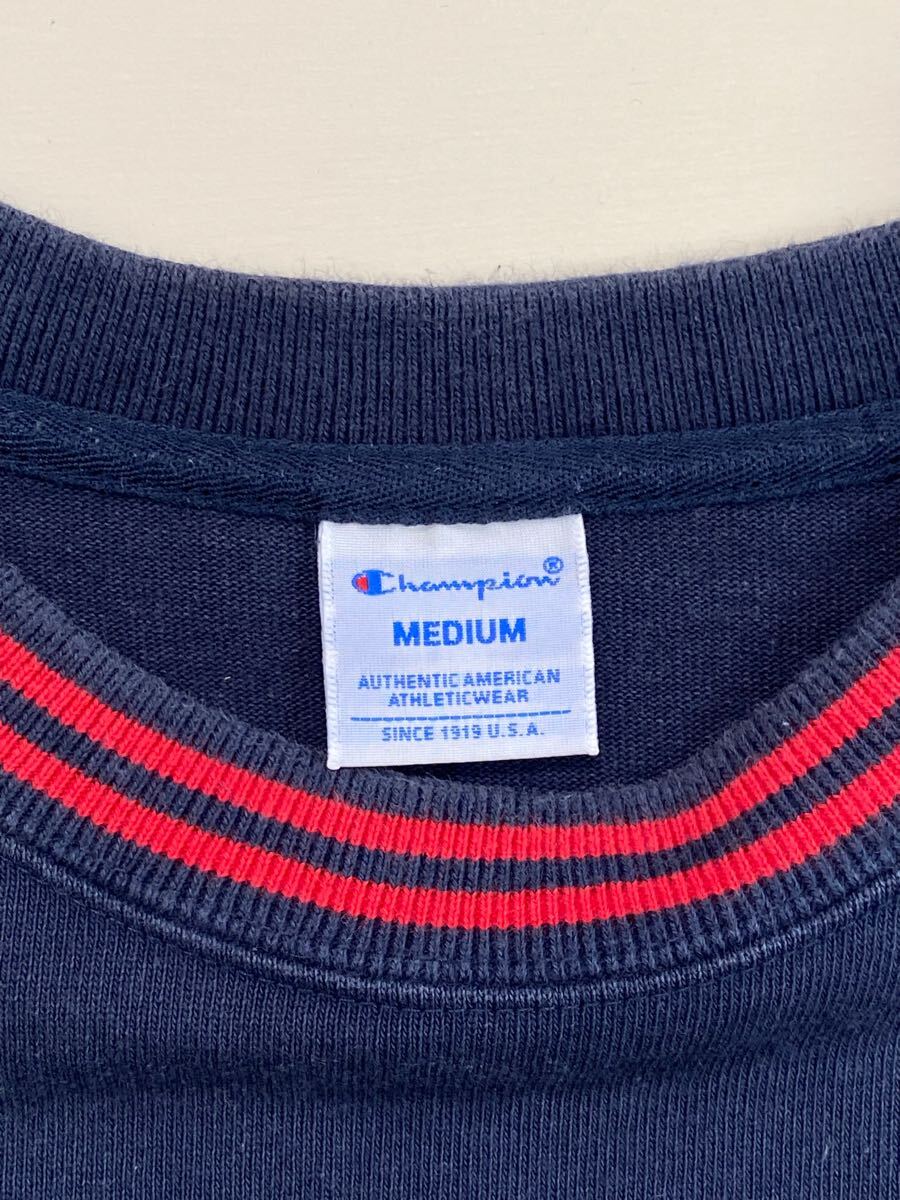 Champion®
MEDIUM
AUTHENTIC AMERICAN
ATHLETICWEAR
SINCE 1919 U.S.A.